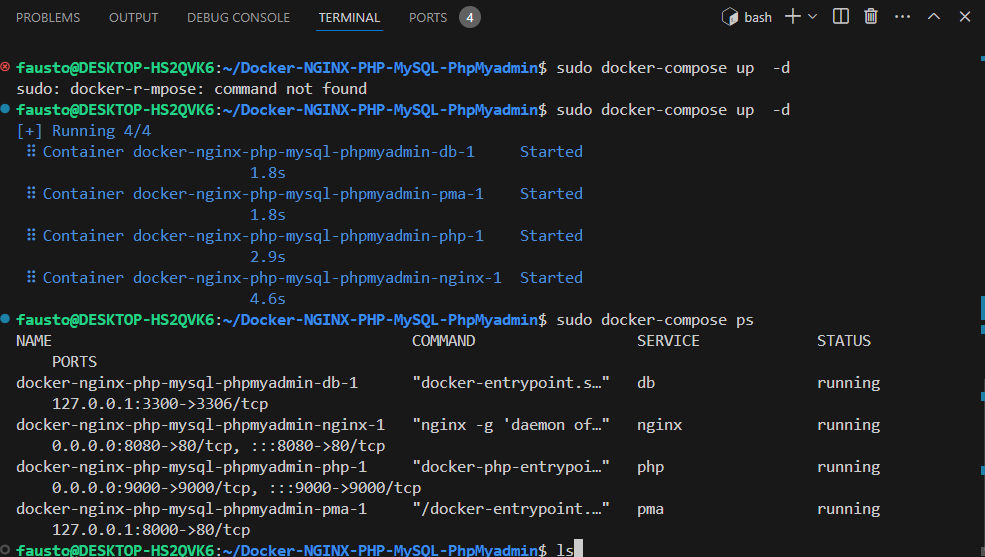 PROBLEMS OUTPUT DEBUG CONSOLE TERMINAL PORTS 4 bash
fausto@DESKTOP-HS2QVK6:~/Docker-NGINX-PHP-MySQL-PhpMyadmin$ sudo docker-compose up  -d
sudo: docker-r-mpose: command not found
fausto@DESKTOP-HS2QVK6:~/Docker-NGINX-PHP-MySQL-PhpMyadmin$ sudo docker-compose up  -d
[+] Running 4/4
⠿ Container docker-nginx-php-mysql-phpmyadmin-db-1 Started
1.8s
⠿ Container docker-nginx-php-mysql-phpmyadmin-pma-1 Started
1.8s
⠿ Container docker-nginx-php-mysql-phpmyadmin-php-1 Started
2.9s
⠿ Container docker-nginx-php-mysql-phpmyadmin-nginx-1 Started
4.6s
fausto@DESKTOP-HS2QVK6:~/Docker-NGINX-PHP-MySQL-PhpMyadmin$ sudo docker-compose ps
NAME COMMAND SERVICE STATUS
PORTS
docker-nginx-php-mysql-phpmyadmin-db-1 "docker-entrypoint.s…" db running
127.0.0.1:3300->3306/tcp
docker-nginx-php-mysql-phpmyadmin-nginx-1 "nginx -g 'daemon of…" nginx running
0.0.0.0:8080->80/tcp, :::8080->80/tcp
docker-nginx-php-mysql-phpmyadmin-php-1 "docker-php-entrypoi…" php running
0.0.0.0:9000->9000/tcp, :::9000->9000/tcp
docker-nginx-php-mysql-phpmyadmin-pma-1 "/docker-entrypoint.…" pma running
127.0.0.1:8000->80/tcp
fausto@DESKTOP-HS2QVK6:~/Docker-NGINX-PHP-MySQL-PhpMyadmin$ ls